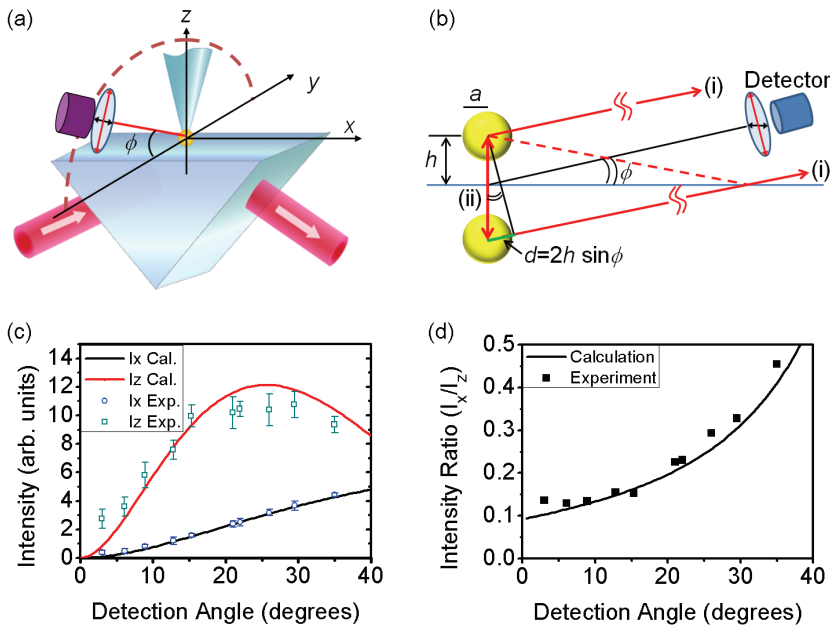 (a)
z
y
x
ϕ
(b)
a
(i)
Detector
h
ϕ
(i)
(ii)
d=2h sinϕ
(c)
14
12
10
8
6
4
2
0
Intensity (arb. units)
Ix Cal.
Iz Cal.
Ix Exp.
Iz Exp.
0 10 20 30 40
Detection Angle (degrees)
(d)
0.5
0.4
0.3
0.2
0.1
0.0
Intensity Ratio (Ix/Iz)
Calculation
Experiment
0 10 20 30 40
Detection Angle (degrees)